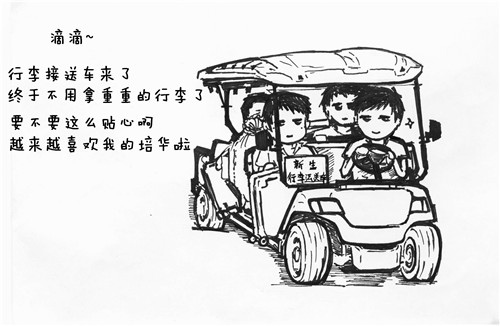 滴滴~
行李接送车来了
终于不用拿重重的行李了
要不要这么贴心啊
越来越喜欢我的培华啦
新生
行李运送车